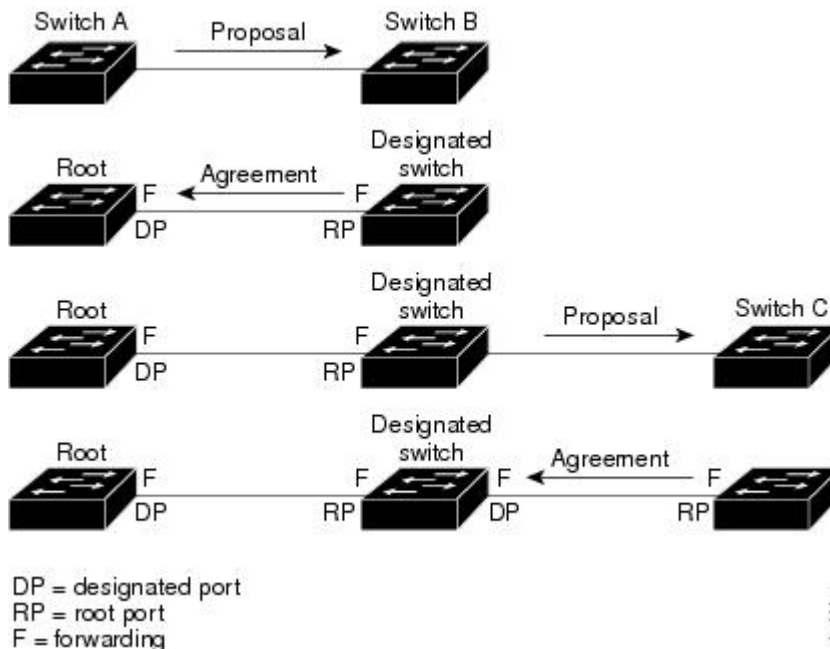 Switch A
Proposal
Switch B
Root
F
Agreement
F
Designated
switch
DP
RP
Root
F
F
Designated
switch
Proposal
Switch C
DP
RP
Root
F
F
Designated
switch
F
Agreement
F
DP
RP
DP
RP
DP = designated port
RP = root port
F = forwarding